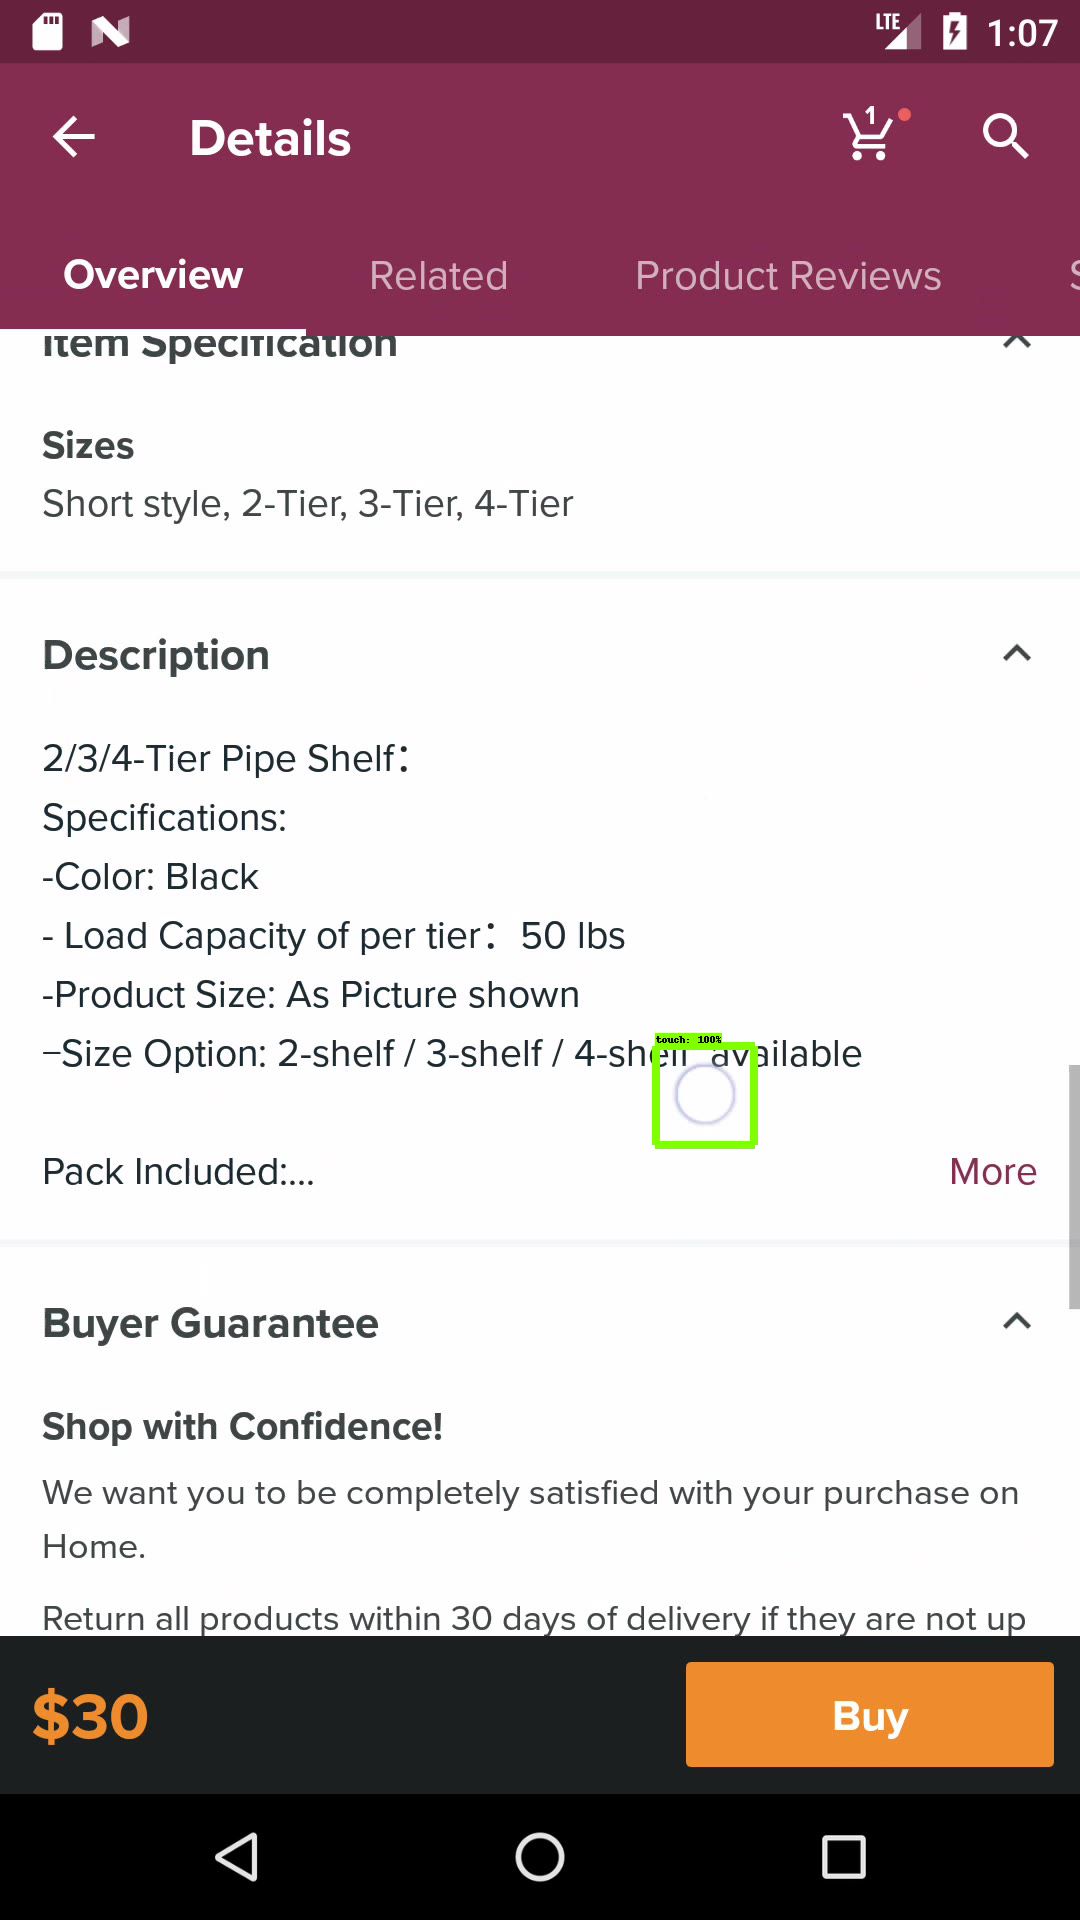 LTE 1:07
Details 1
Overview Related Product Reviews S
Item Specification
Sizes
Short style, 2-Tier, 3-Tier, 4-Tier
Description
2/3/4-Tier Pipe Shelf：
Specifications:
-Color: Black
- Load Capacity of per tier：50 lbs
-Product Size: As Picture shown
–Size Option: 2-shelf / 3-shelf / 4-shelf available
touch: 100%
Pack Included:... More
Buyer Guarantee
Shop with Confidence!
We want you to be completely satisfied with your purchase on
Home.
Return all products within 30 days of delivery if they are not up
$30 Buy